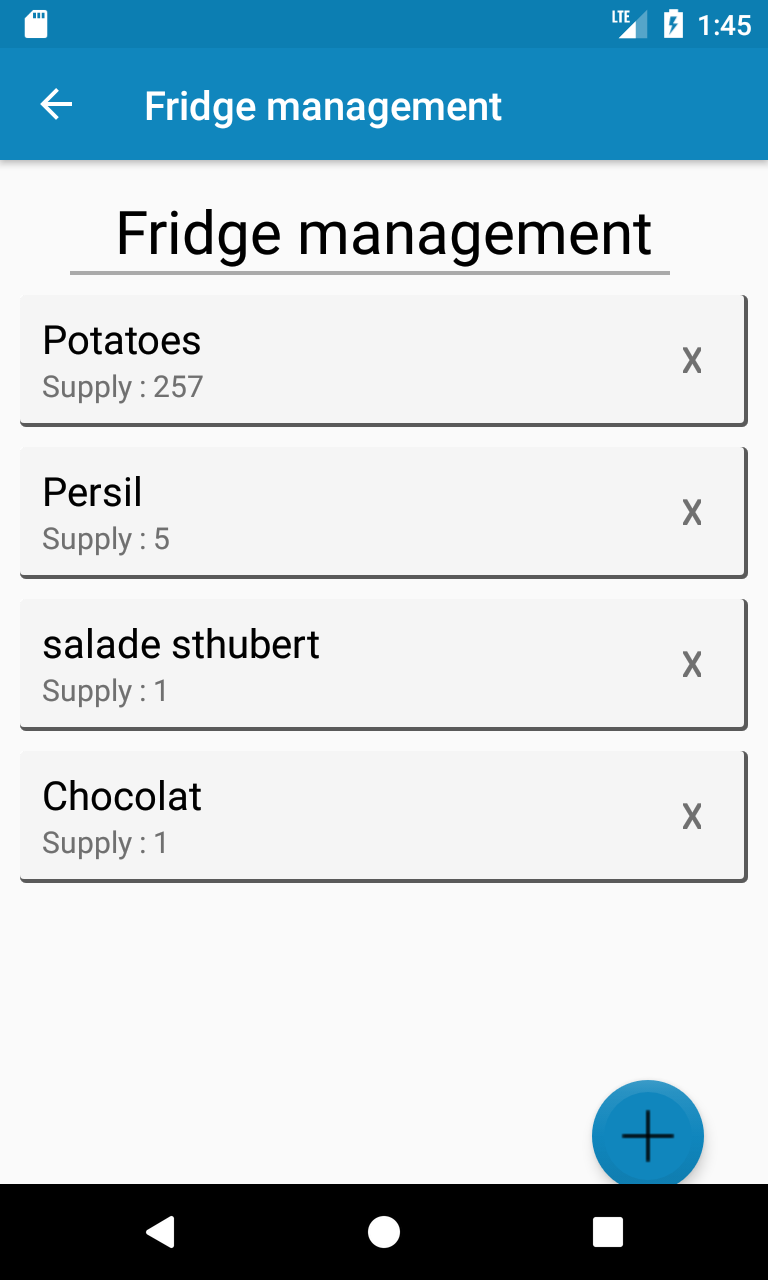 LTE 1:45
Fridge management
Fridge management
Potatoes
Supply : 257
X
Persil
Supply : 5
X
salade sthubert
Supply : 1
X
Chocolat
Supply : 1
X